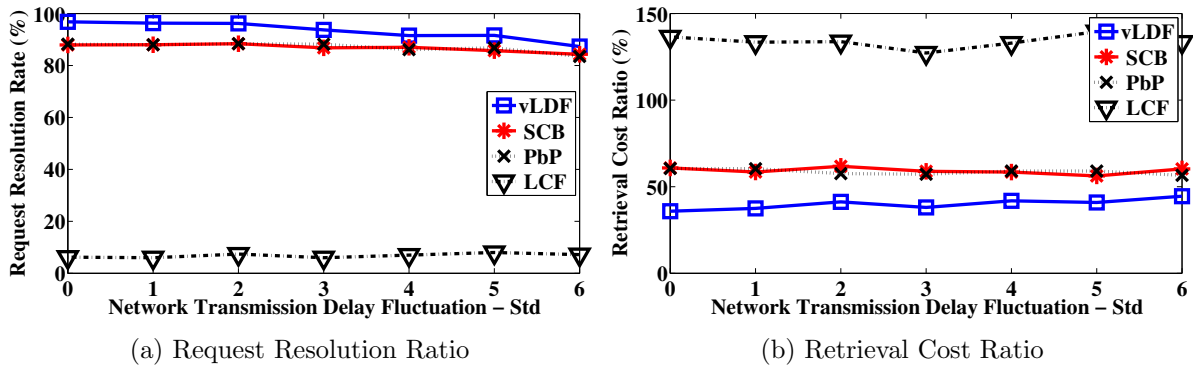 Request Resolution Rate (%)
100
80
60
40
20
0
vLDF
SCB
PbP
LCF
0 1 2 3 4 5 6
Network Transmission Delay Fluctuation – Std
(a) Request Resolution Ratio
Retrieval Cost Ratio (%)
150
100
50
0
vLDF
SCB
PbP
LCF
0 1 2 3 4 5 6
Network Transmission Delay Fluctuation – Std
(b) Retrieval Cost Ratio